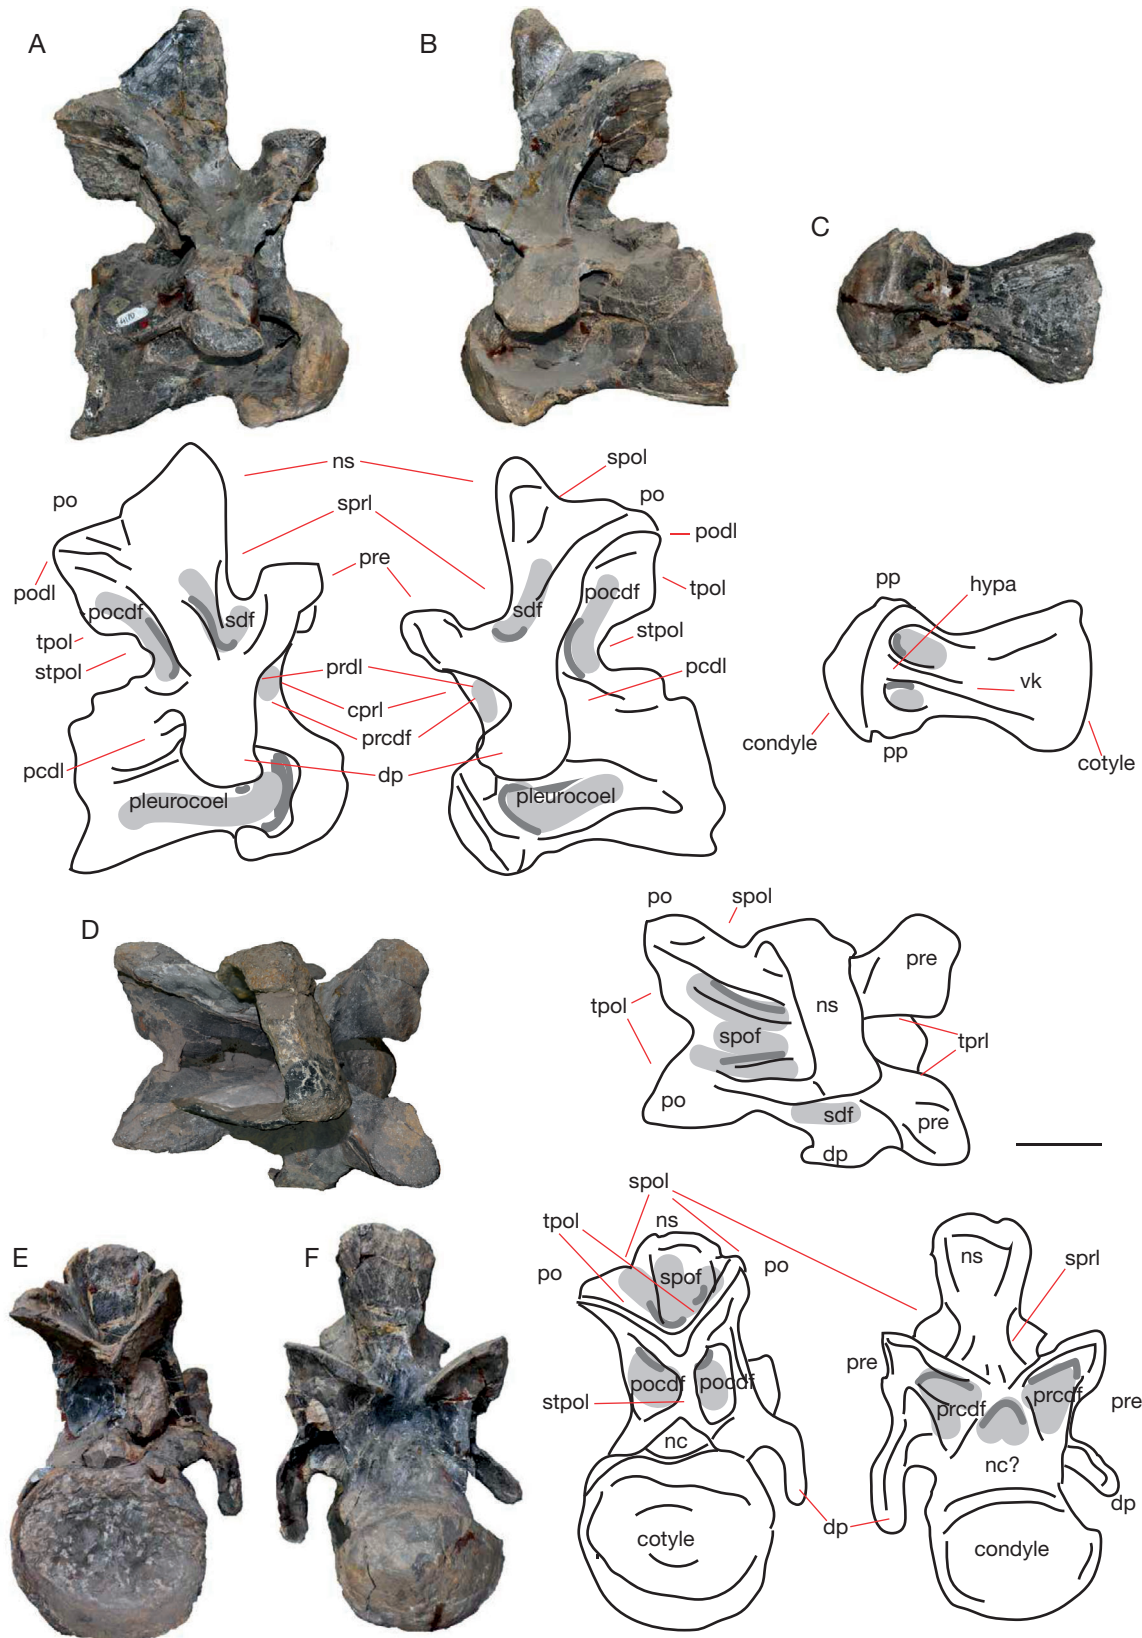 A
B
C
4170
ns
spol
po
po
sprl
podl
pre
podl
pocdf
sdf
sdf
pocdf
tpol
tpol
stpol
stpol
pp
hypa
prdl
pcdl
cprl
vk
prcdf
condyle
pp
pcdl
dp
cotyle
pleurocoel
pleurocoel
D
po
spol
pre
ns
tpol
spof
tprl
po
sdf
pre
dp
spol
tpol
ns
E
F
po
spof
po
ns
sprl
pre
pocdf
pocdf
prcdf
prcdf
pre
stpol
nc
nc?
dp
dp
cotyle
condyle